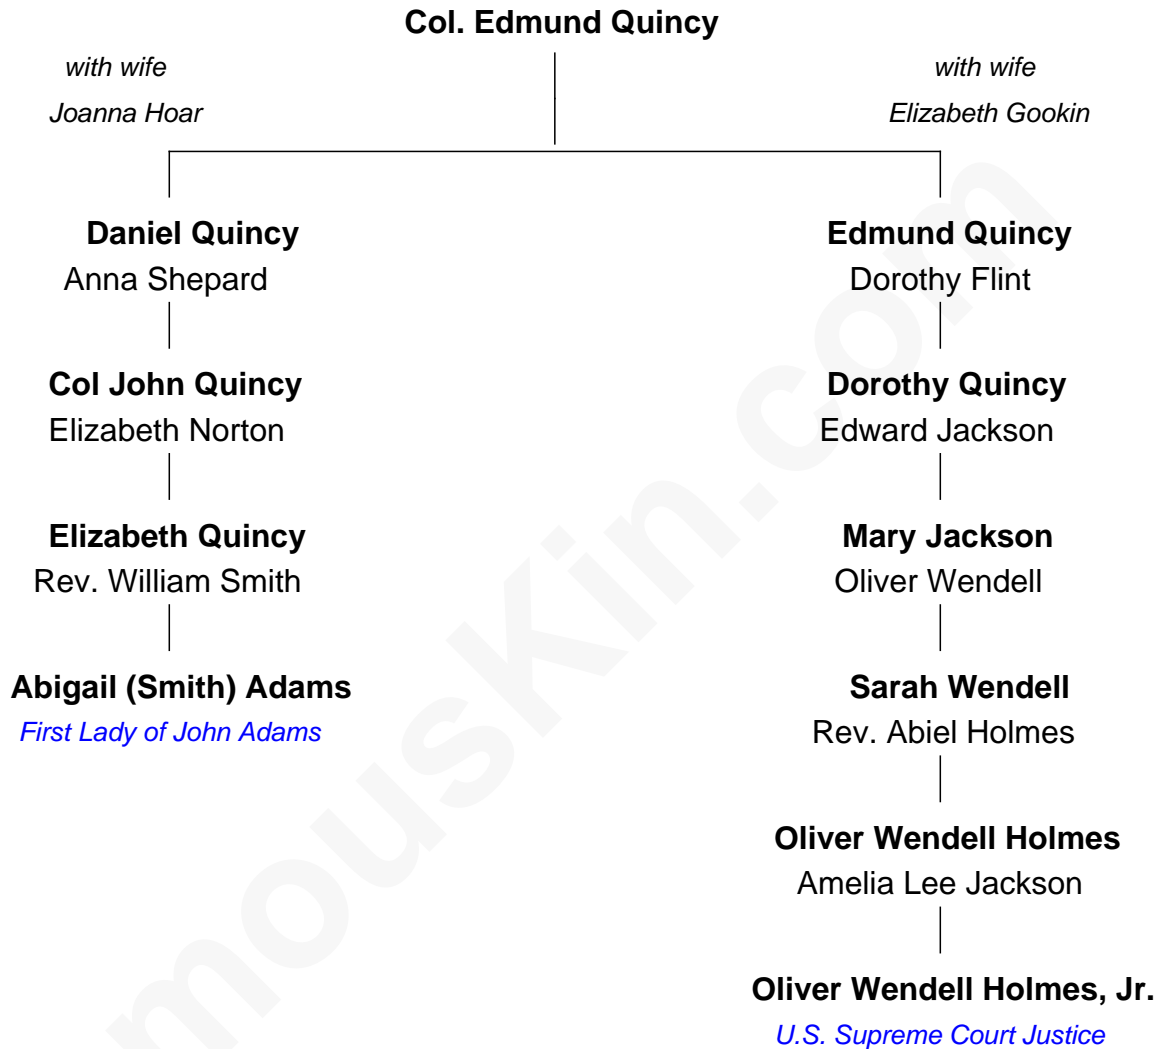 Col. Edmund Quincy
with wife
Joanna Hoar
with wife
Elizabeth Gookin
Daniel Quincy
Anna Shepard
Edmund Quincy
Dorothy Flint
Col John Quincy
Elizabeth Norton
Dorothy Quincy
Edward Jackson
Elizabeth Quincy
Rev. William Smith
Mary Jackson
Oliver Wendell
Abigail (Smith) Adams
First Lady of John Adams
Sarah Wendell
Rev. Abiel Holmes
Oliver Wendell Holmes
Amelia Lee Jackson
Oliver Wendell Holmes, Jr.
U.S. Supreme Court Justice
mouskin.com